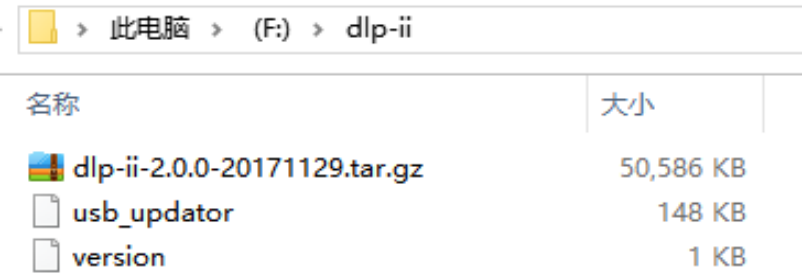 此电脑 > (F:) > dlp-ii
名称 大小
dlp-ii-2.0.0-20171129.tar.gz 50,586 KB
usb_updator 148 KB
version 1 KB